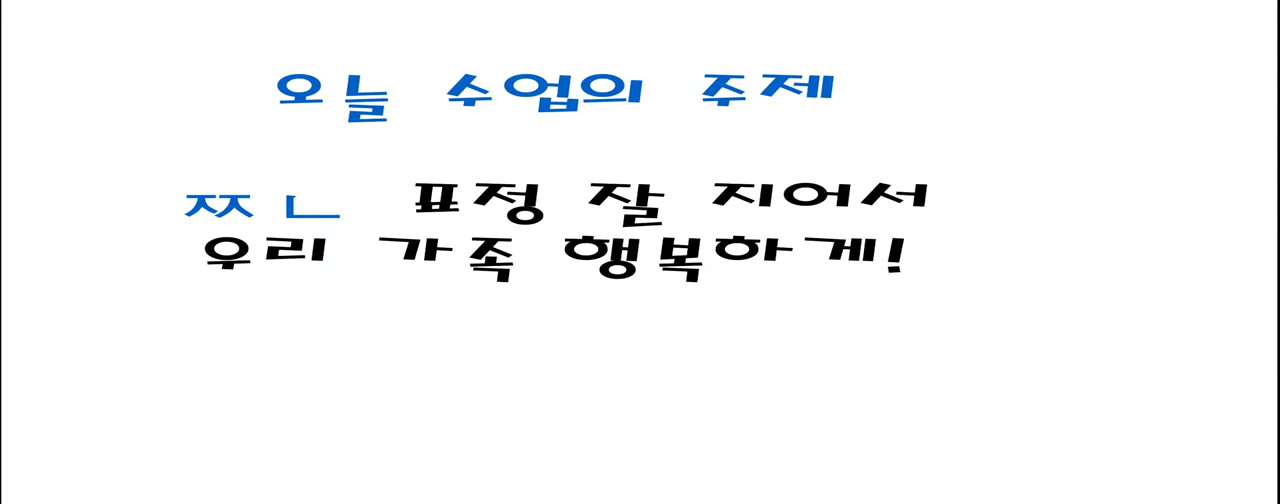 오늘 수업의 주제
ㅉ ㄴ 표정 잘 지어서
우리 가족 행복하게!